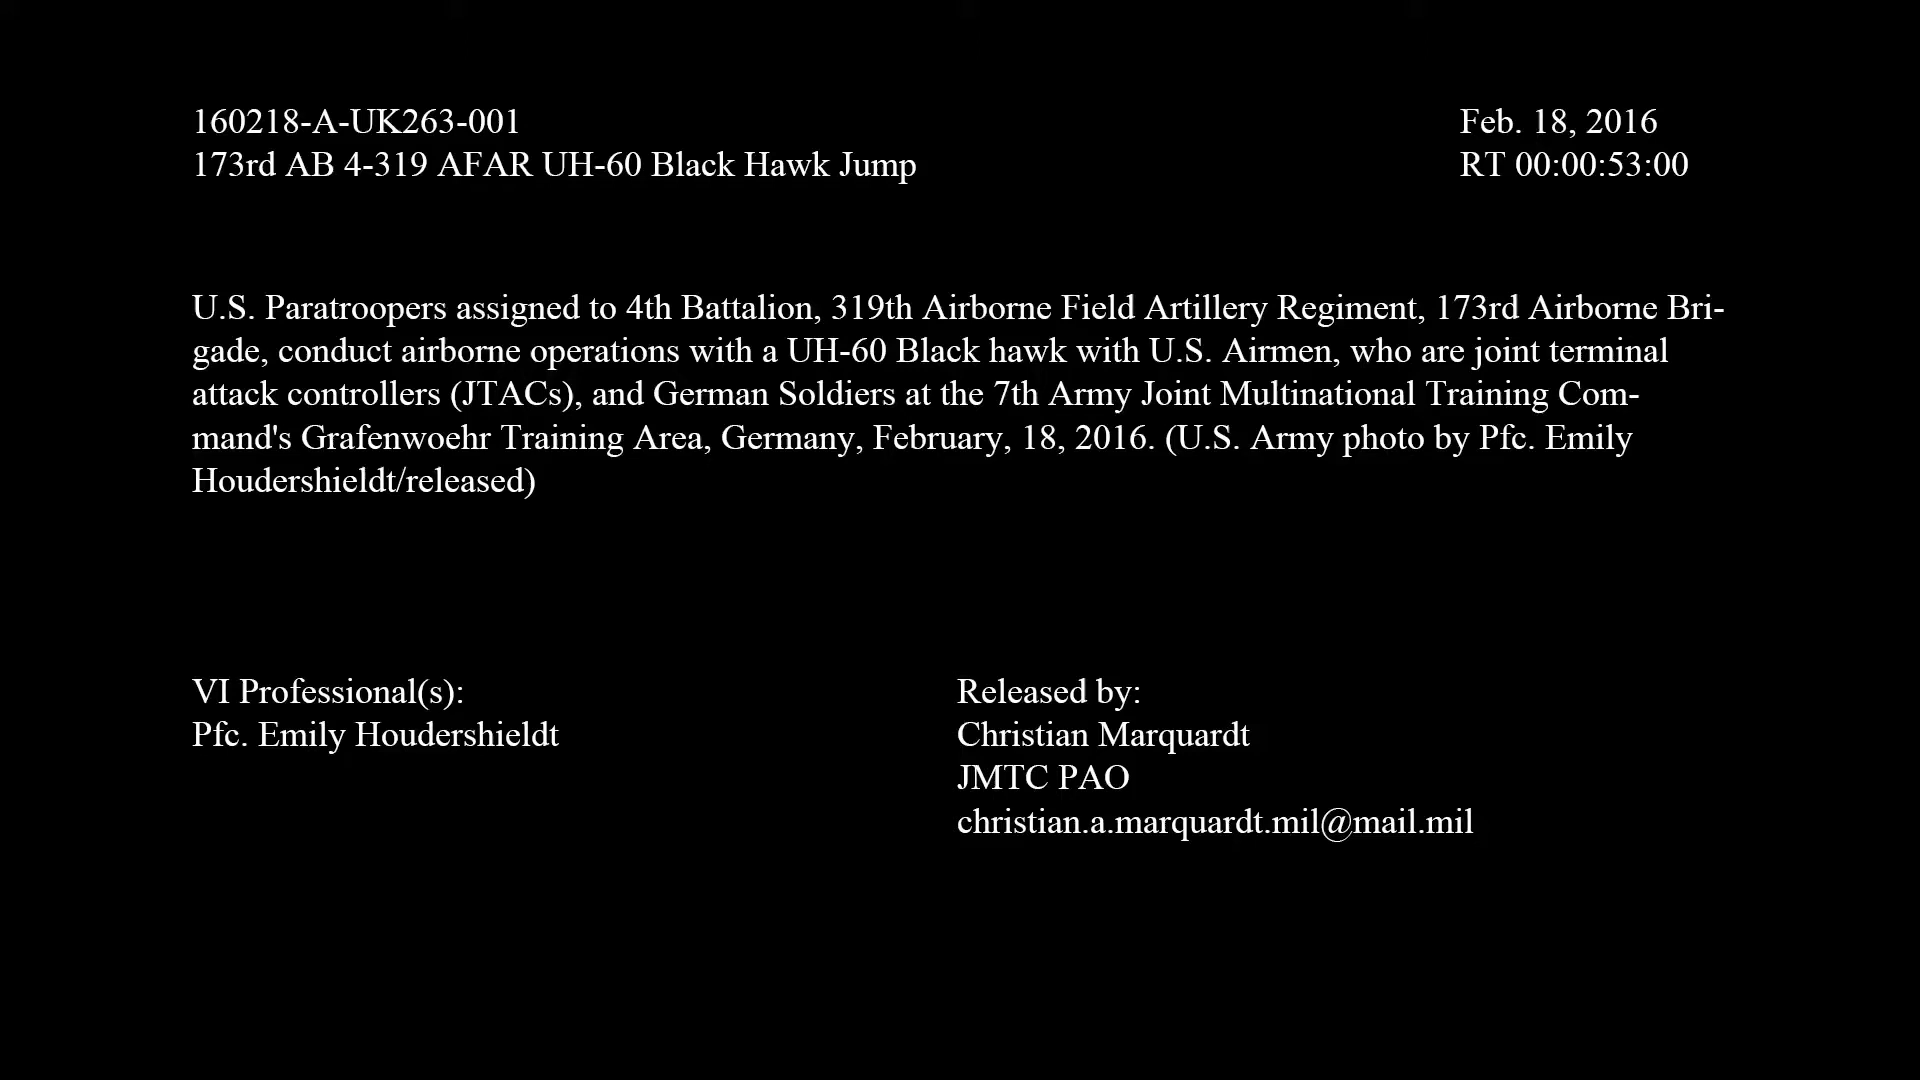 160218-A-UK263-001
Feb. 18, 2016
173rd AB 4-319 AFAR UH-60 Black Hawk Jump
RT 00:00:53:00
U.S. Paratroopers assigned to 4th Battalion, 319th Airborne Field Artillery Regiment, 173rd Airborne Bri-
gade, conduct airborne operations with a UH-60 Black hawk with U.S. Airmen, who are joint terminal
attack controllers (JTACs), and German Soldiers at the 7th Army Joint Multinational Training Com-
mand's Grafenwoehr Training Area, Germany, February, 18, 2016. (U.S. Army photo by Pfc. Emily
Houdershieldt/released)
VI Professional(s):
Pfc. Emily Houdershieldt
Released by:
Christian Marquardt
JMTC PAO
christian.a.marquardt.mil@mail.mil